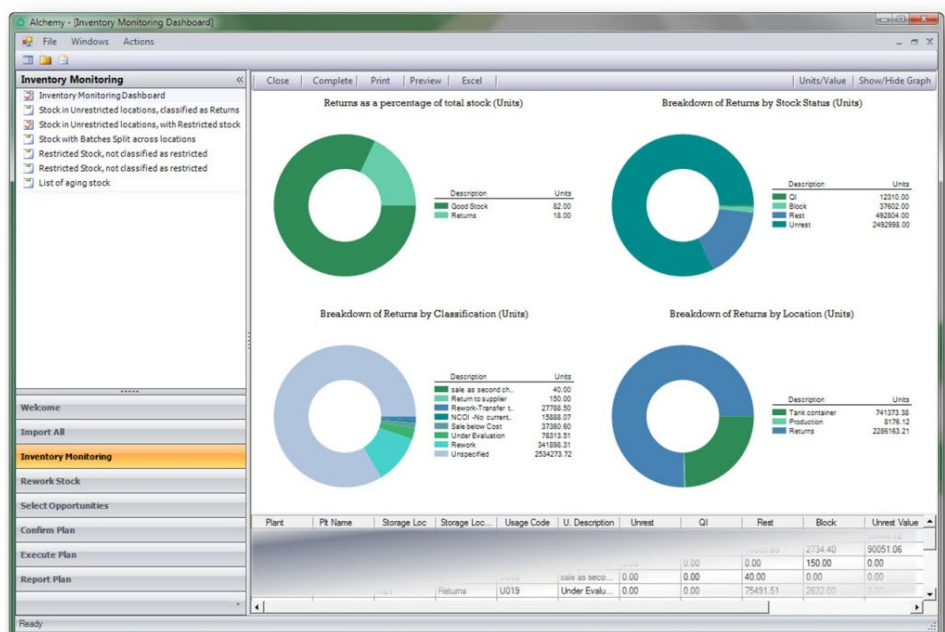 Alchemy - [Inventory Monitoring Dashboard]
File Windows Actions
Inventory Monitoring «
Inventory Monitoring Dashboard
Stock in Unrestricted locations, classified as Returns
Stock in Unrestricted locations, with Restricted stock
Stock with Batches Split across locations
Restricted Stock, not classified as restricted
Restricted Stock, not classified as restricted
List of aging stock
Welcome
Import All
Inventory Monitoring
Rework Stock
Select Opportunities
Confirm Plan
Execute Plan
Report Plan
Close Complete Print Preview Excel Units/Value Show/Hide Graph
Returns as a percentage of total stock (Units)
Description Units
Good Stock 82.00
Returns 18.00
Breakdown of Returns by Stock Status (Units)
Description Units
QI 12310.00
Block 37602.00
Rest 492804.00
Unrest 2492998.00
Breakdown of Returns by Classification (Units)
Description Units
sale as second ch..
40.00
Return to supplier 150.00
Rework-Transfer t.. 27788.50
NCOI -No current.. 15888.07
Sale below Cost 37360.60
Under Evaluation 78313.51
Rework 341898.31
Unspecified 2534273.72
Breakdown of Returns by Location (Units)
Description Units
Tank container 741373.38
Production 8176.12
Returns 2286163.21
Plant Plt Name Storage Loc Storage Loc... Usage Code U. Description Unrest QI Rest Block Unrest Value
2734.40 90051.06
0.00 0.00 150.00 0.00
sale as seco... 0.00 0.00 40.00 0.00 0.00
Returns U019 Under Evalu... 0.00 0.00 75491.51 2622.00
Ready